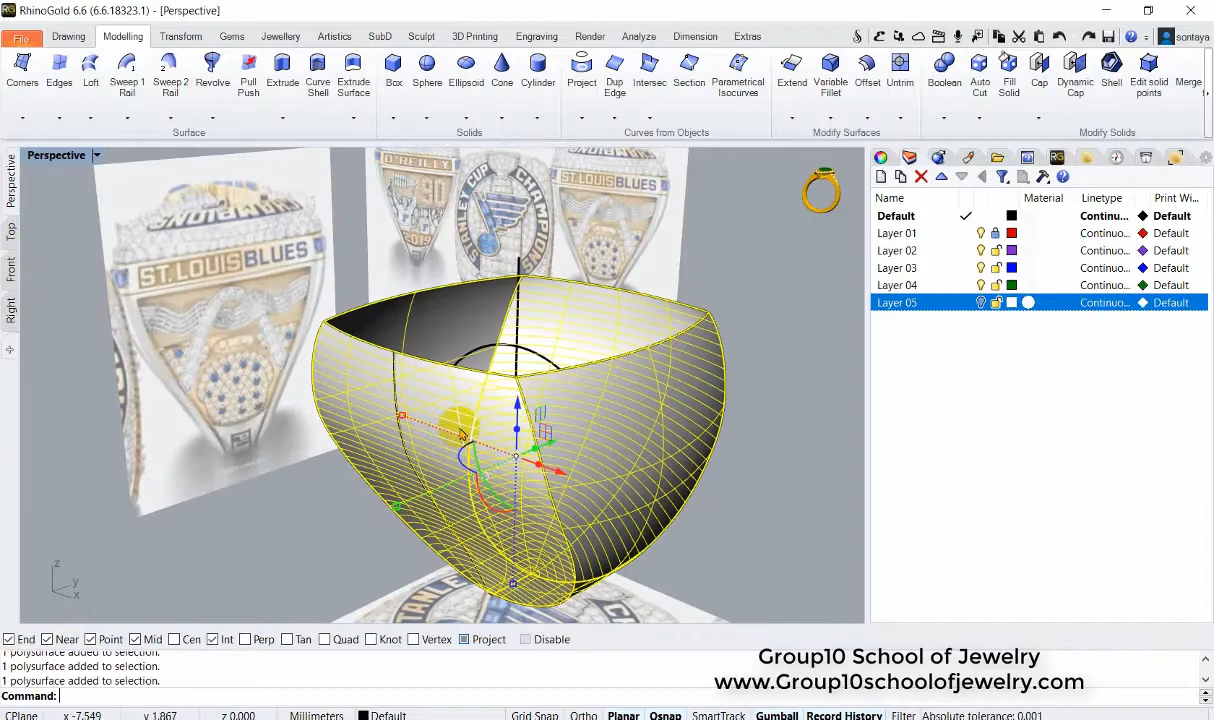 RhinoGold 6.6 (6.6.18323.1) - [Perspective]
File Drawing Modelling Transform Gems Jewellery Artistics SubD Sculpt 3D Printing Engraving Render Analyze Dimension Extras sontaya
Corners Edges Loft Sweep 1 Rail Sweep 2 Rail Revolve Pull Push Extrude Curve Shell Extrude Surface Box Sphere Ellipsoid Cone Cylinder Project Dup Edge Intersec Section Parametrical Isocurves Extend Variable Fillet Offset Untrim Boolean Auto Cut Fill Solid Cap Dynamic Cap Shell Edit solid points Merge
Surface Solids Curves from Objects Modify Surfaces Modify Solids
Perspective
Perspective
Top
Front
Right
O'REILLY
90
2019
STANLEY CUP CHAMPIONS
ST.LOUIS BLUES
ST.LOUIS BLUES
STANLEY
z
y
x
Name Material Linetype Print Wi...
Default Continuo... Default
Layer 01 Continuo... Default
Layer 02 Continuo... Default
Layer 03 Continuo... Default
Layer 04 Continuo... Default
Layer 05 Continuo... Default
End Near Point Mid Cen Int Perp Tan Quad Knot Vertex Project Disable
1 polysurface added to selection.
1 polysurface added to selection.
1 polysurface added to selection.
Command:
Group10 School of Jewelry
www.Group10schoolofjewelry.com
CPlane x -7.549 y 1.867 z 0.000 Millimeters Default Grid Snap Ortho Planar Osnap SmartTrack Gumball Record History Filter Absolute tolerance: 0.001